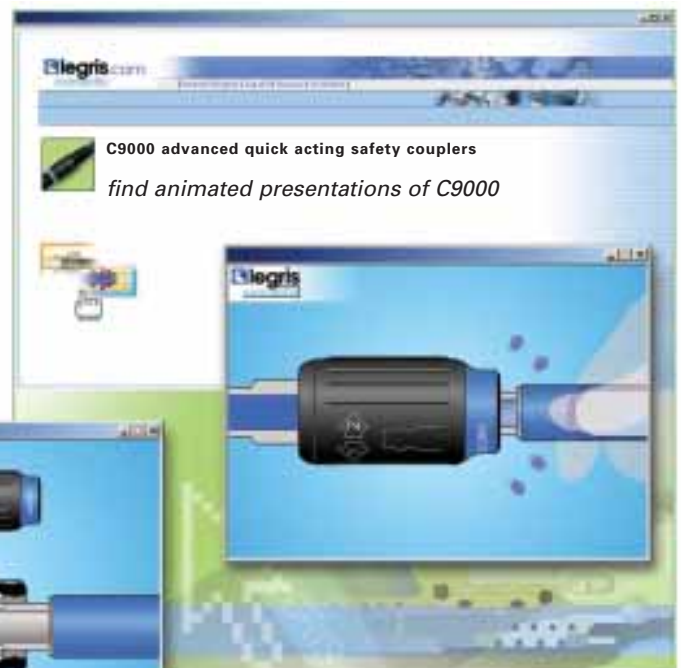 legris.com
C9000 advanced quick acting safety couplers
find animated presentations of C9000
legris